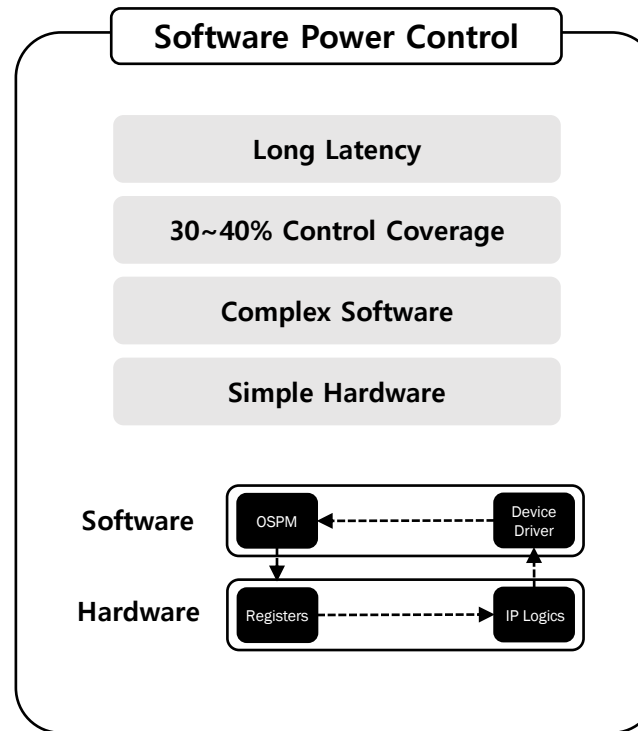 Software Power Control
Long Latency
30~40% Control Coverage
Complex Software
Simple Hardware
Software
OSPM
Device
Driver
Hardware
Registers
IP Logics